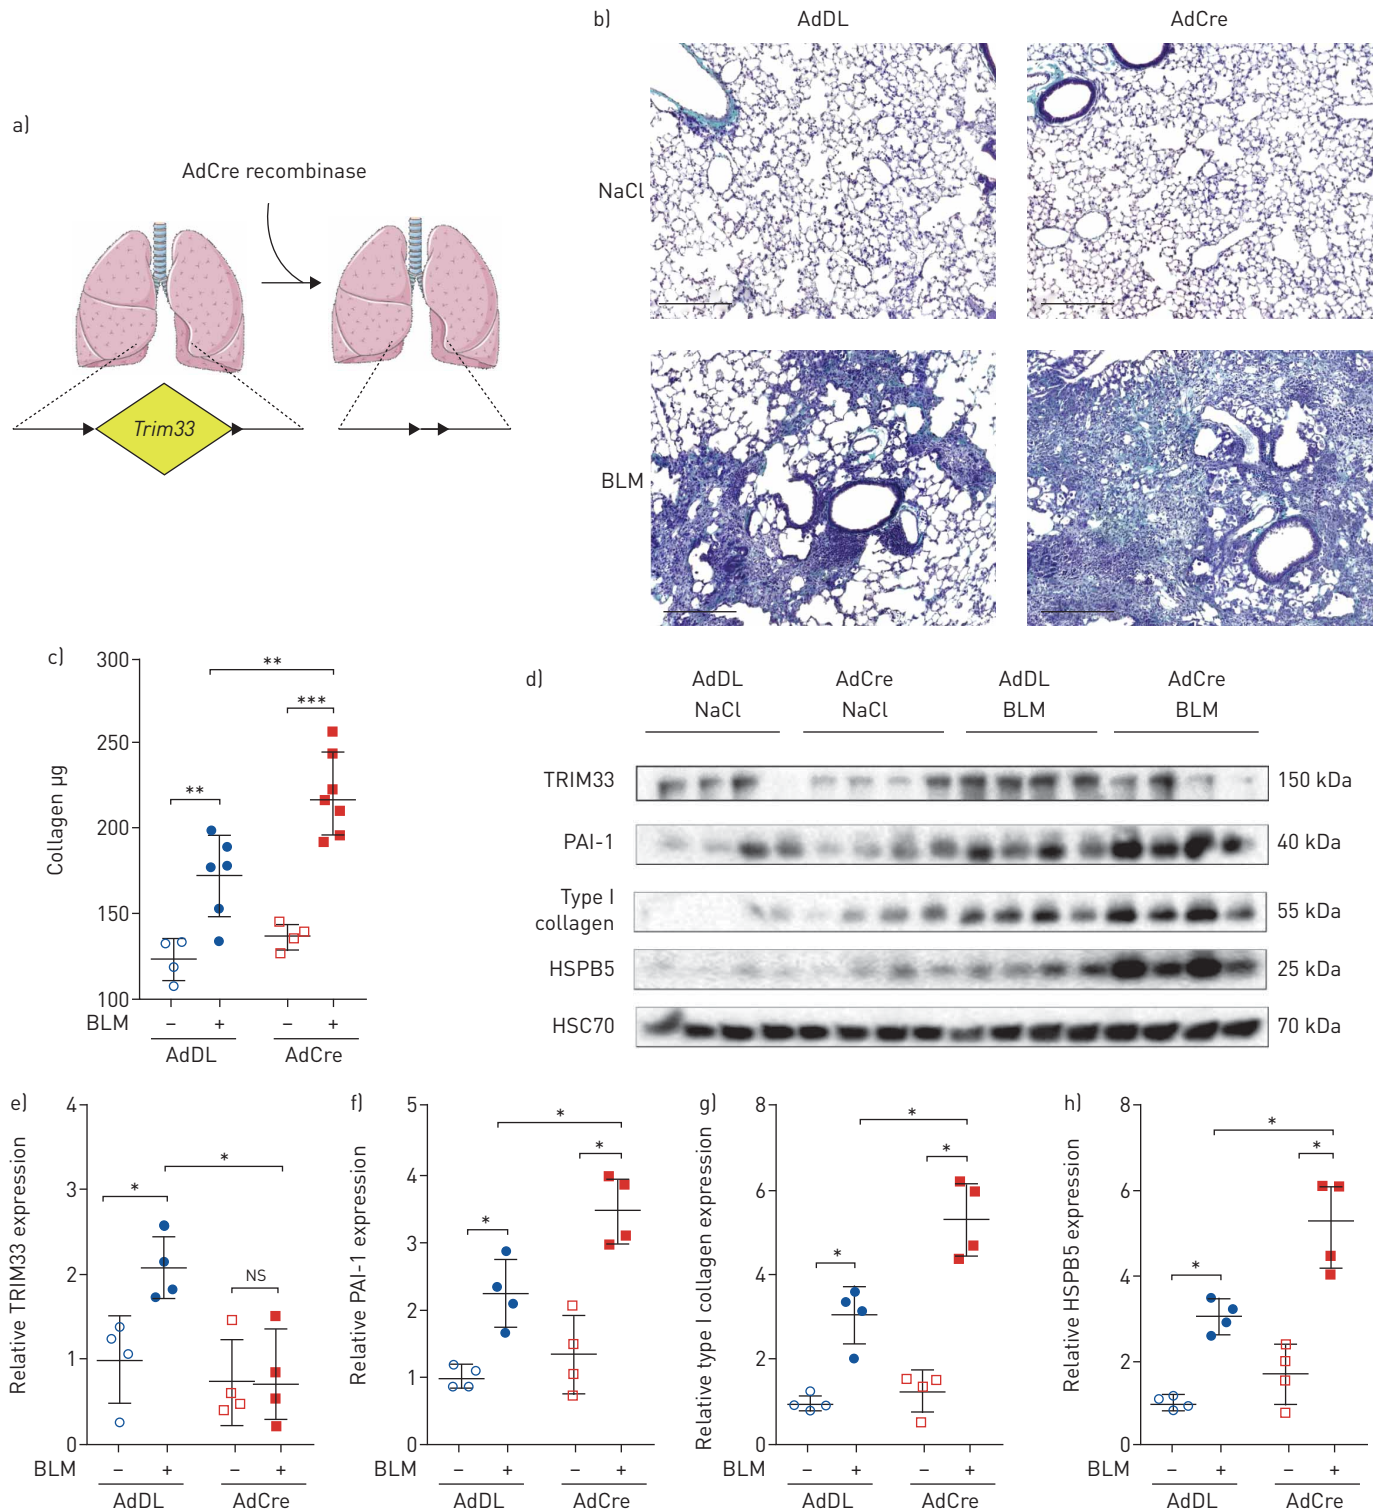 a)
AdCre recombinase
Trim33
b)
AdDL
AdCre
NaCl
BLM
c)
Collagen µg
300
250
200
150
100
**
**
***
BLM
– + – +
AdDL AdCre
d)
AdDL AdCre AdDL AdCre
NaCl NaCl BLM BLM
TRIM33 150 kDa
PAI-1 40 kDa
Type I
collagen
55 kDa
HSPB5 25 kDa
HSC70 70 kDa
e)
Relative TRIM33 expression
4
3
2
1
0
*
*
NS
BLM – + – +
AdDL AdCre
f)
Relative PAI-1 expression
5
4
3
2
1
0
*
*
*
BLM – + – +
AdDL AdCre
g)
Relative type I collagen expression
8
6
4
2
0
*
*
*
BLM – + – +
AdDL AdCre
h)
Relative HSPB5 expression
8
6
4
2
0
*
*
*
BLM – + – +
AdDL AdCre